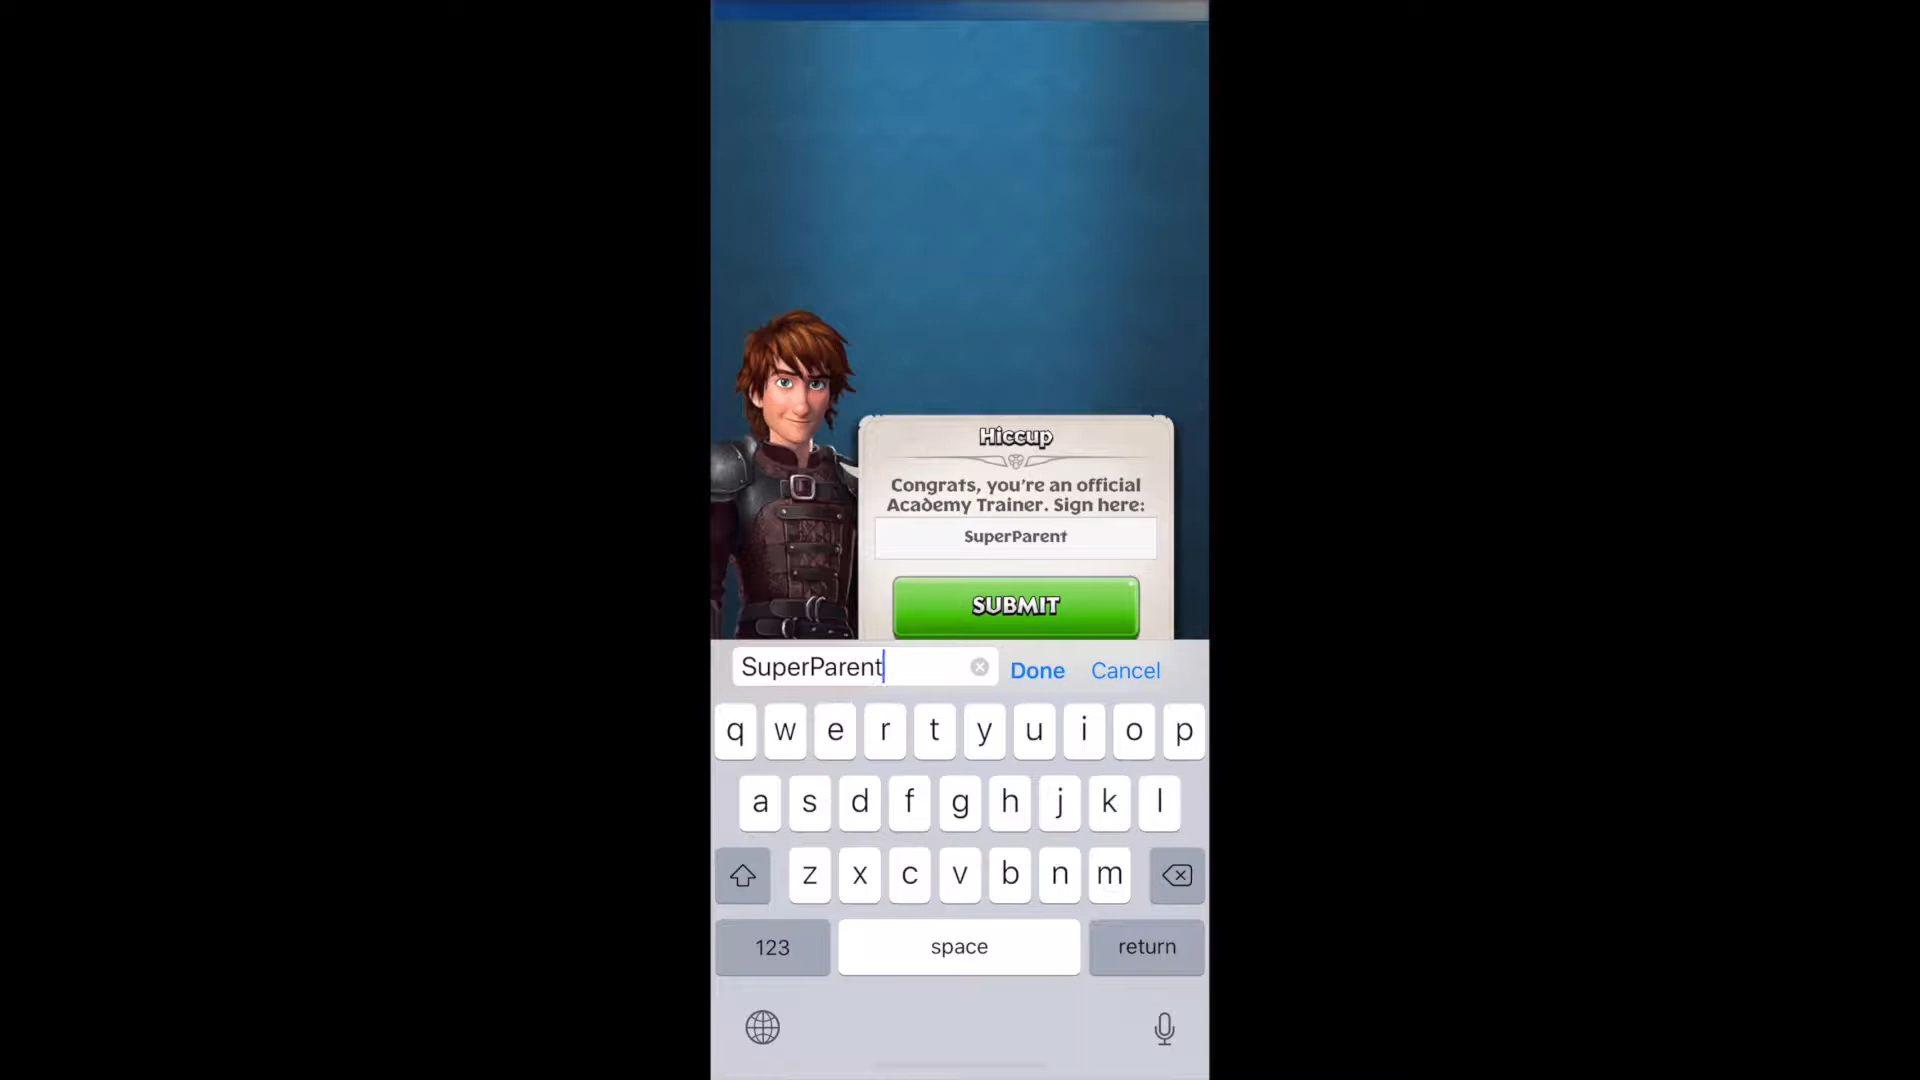 Hiccup
Congrats, you're an official
Academy Trainer. Sign here:
SuperParent
SUBMIT
SuperParent Done Cancel
q w e r t y u i o p
a s d f g h j k l
z x c v b n m
123 space return